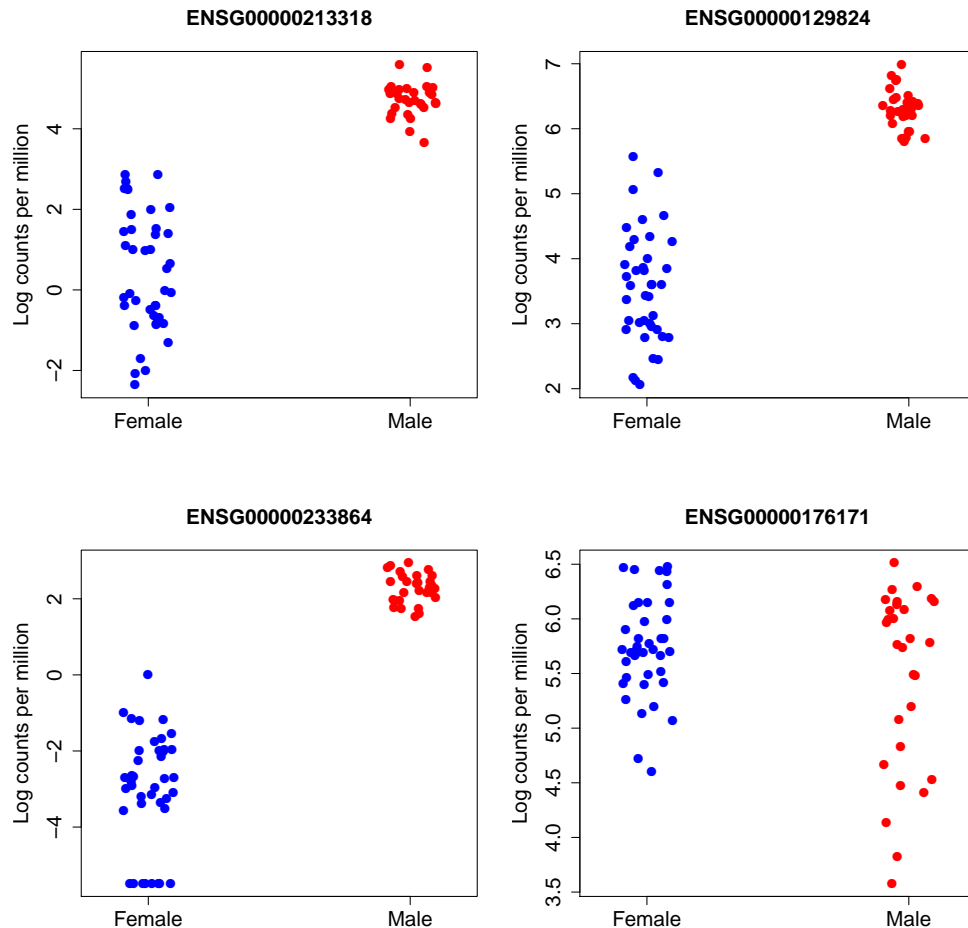 ENSG00000213318
Log counts per million
4
2
0
−2
Female
Male
ENSG00000129824
Log counts per million
7
6
5
4
3
2
Female
Male
ENSG00000233864
Log counts per million
2
0
−2
−4
Female
Male
ENSG00000176171
Log counts per million
6.5
6.0
5.5
5.0
4.5
4.0
3.5
Female
Male